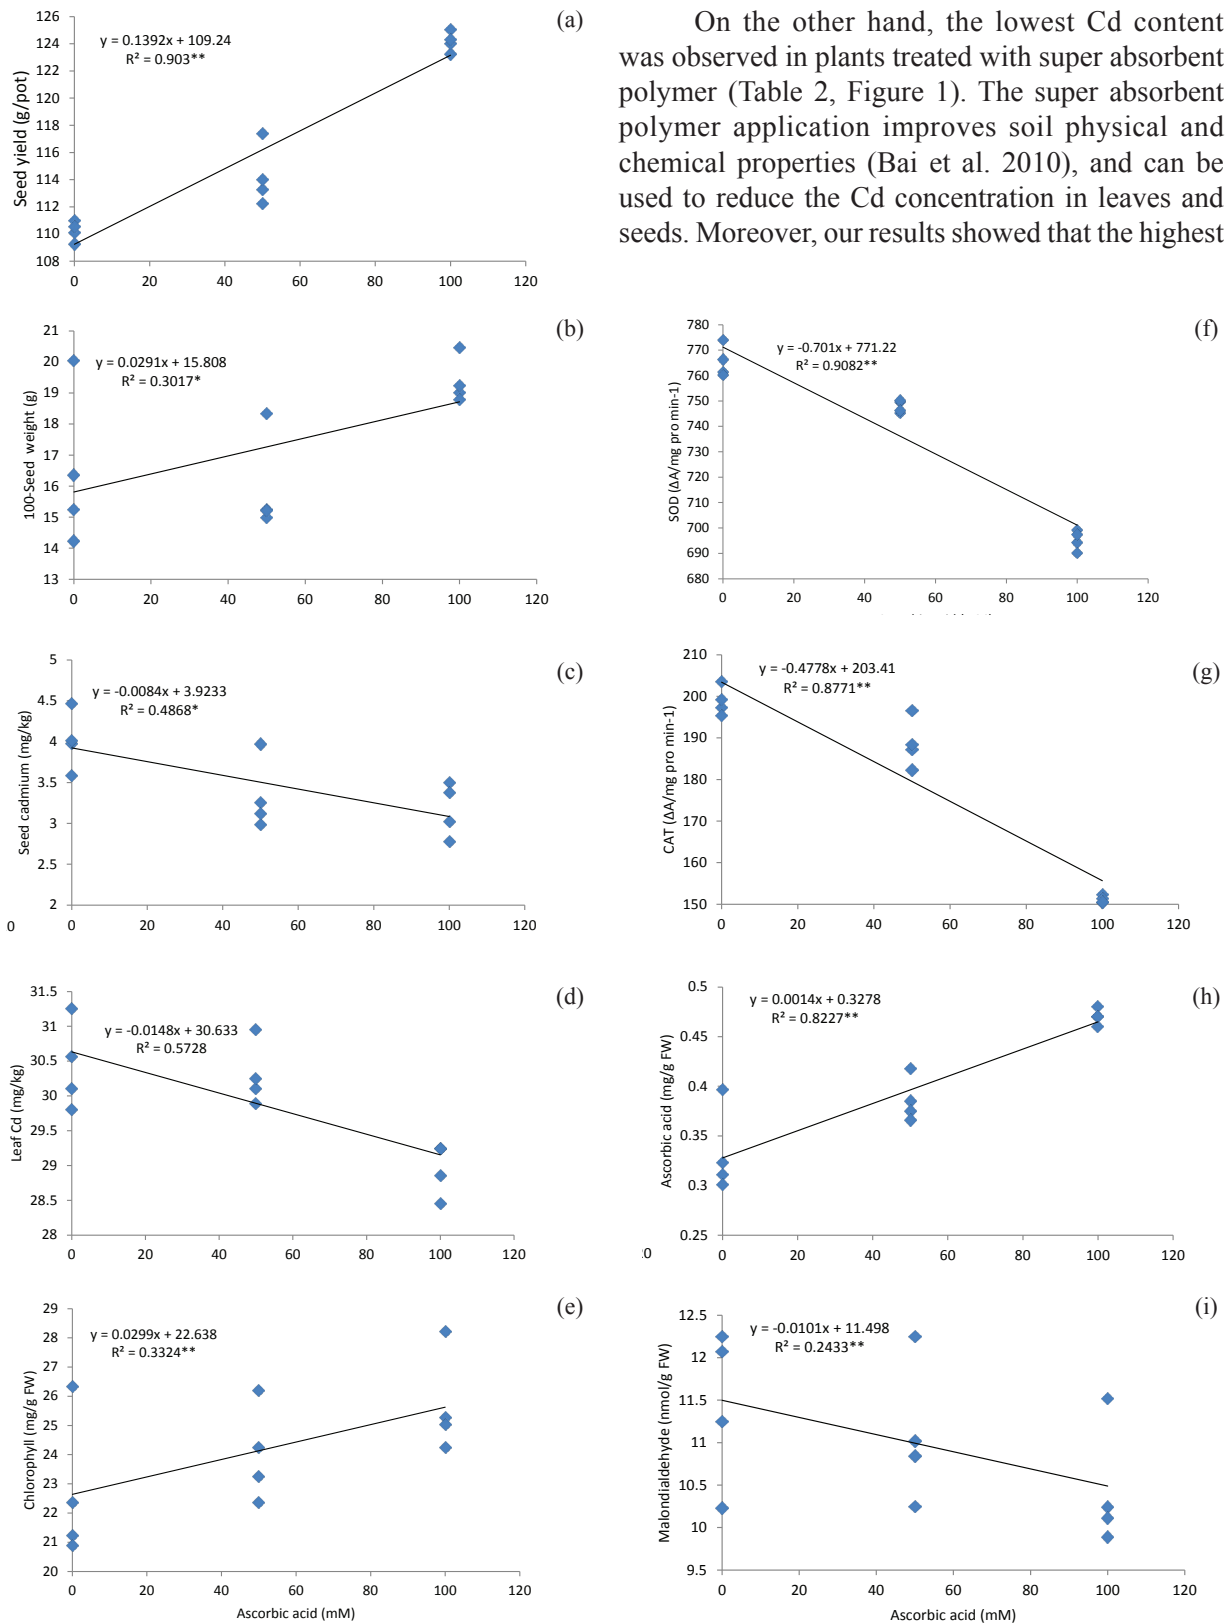 On the other hand, the lowest Cd content
was observed in plants treated with super absorbent
polymer (Table 2, Figure 1). The super absorbent
polymer application improves soil physical and
chemical properties (Bai et al. 2010), and can be
used to reduce the Cd concentration in leaves and
seeds. Moreover, our results showed that the highest
(a)
y = 0.1392x + 109.24
R² = 0.903**
Seed yield (g/pot)
126
124
122
120
118
116
114
112
110
108
0 20 40 60 80 100 120
(b)
y = 0.0291x + 15.808
R² = 0.3017*
100-Seed weight (g)
21
20
19
18
17
16
15
14
13
0 20 40 60 80 100 120
(c)
y = -0.0084x + 3.9233
R² = 0.4868*
Seed cadmium (mg/kg)
5
4.5
4
3.5
3
2.5
2
0
0 20 40 60 80 100 120
(d)
y = -0.0148x + 30.633
R² = 0.5728
Leaf Cd (mg/kg)
31.5
31
30.5
30
29.5
29
28.5
28
0 20 40 60 80 100 120
(e)
y = 0.0299x + 22.638
R² = 0.3324**
Chlorophyll (mg/g FW)
29
28
27
26
25
24
23
22
21
20
0 20 40 60 80 100 120
Ascorbic acid (mM)
(f)
y = -0.701x + 771.22
R² = 0.9082**
SOD (ΔA/mg pro min-1)
780
770
760
750
740
730
720
710
700
690
680
0 20 40 60 80 100 120
(g)
y = -0.4778x + 203.41
R² = 0.8771**
CAT (ΔA/mg pro min-1)
210
200
190
180
170
160
150
0 20 40 60 80 100 120
(h)
y = 0.0014x + 0.3278
R² = 0.8227**
Ascorbic acid (mg/g FW)
0.5
0.45
0.4
0.35
0.3
0.25
0 20 40 60 80 100 120
(i)
y = -0.0101x + 11.498
R² = 0.2433**
Malondialdehyde (nmol/g FW)
12.5
12
11.5
11
10.5
10
9.5
0 20 40 60 80 100 120
Ascorbic acid (mM)